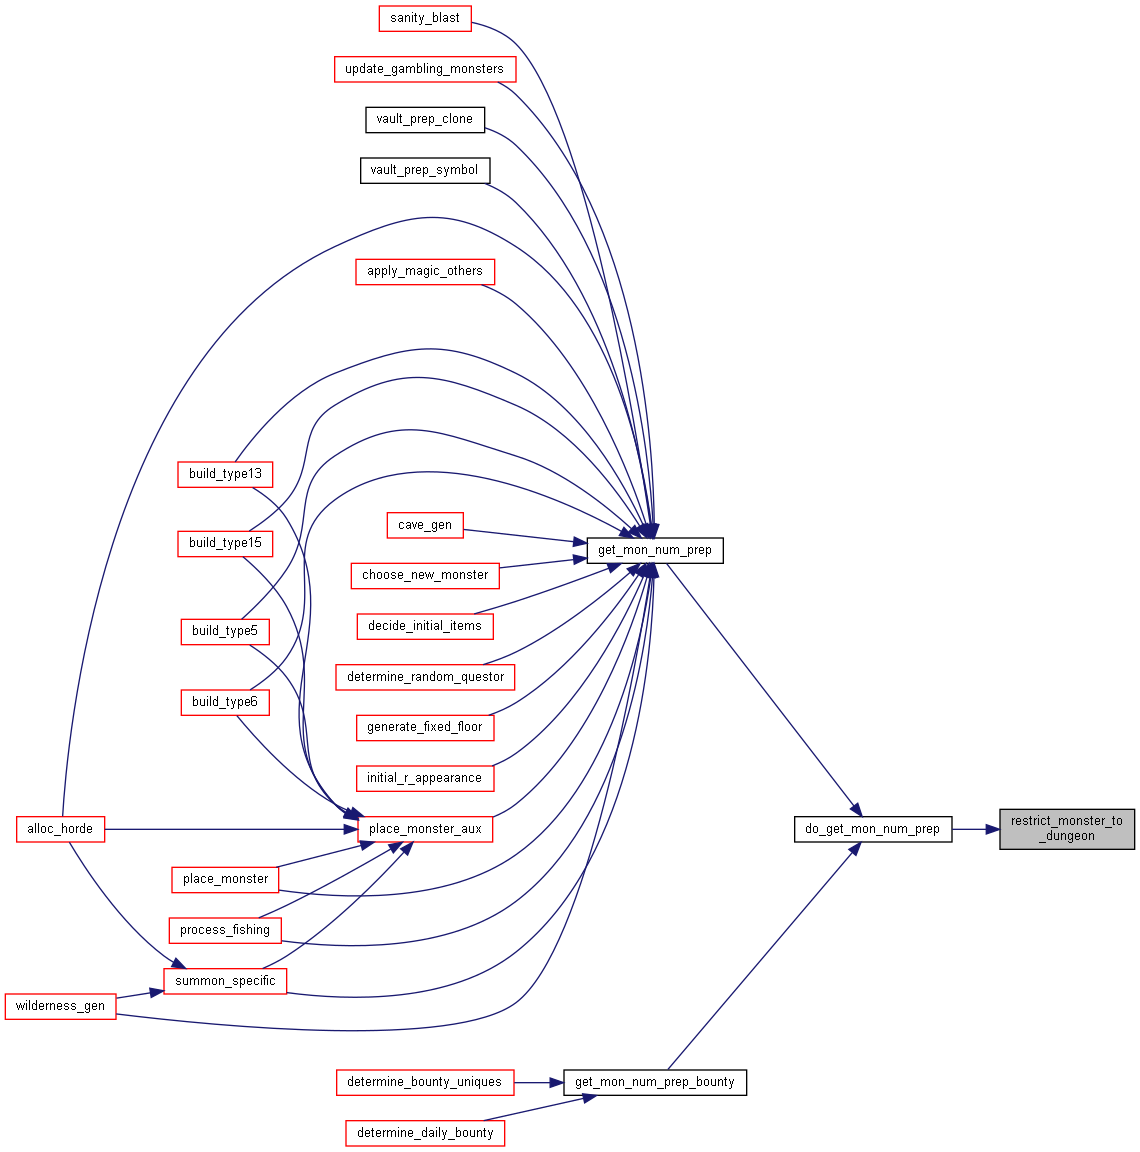 sanity_blast
update_gambling_monsters
vault_prep_clone
vault_prep_symbol
apply_magic_others
build_type13
cave_gen
build_type15
get_mon_num_prep
choose_new_monster
decide_initial_items
build_type5
determine_random_questor
build_type6
generate_fixed_floor
initial_r_appearance
alloc_horde
place_monster_aux
do_get_mon_num_prep
restrict_monster_to
_dungeon
place_monster
process_fishing
summon_specific
wilderness_gen
determine_bounty_uniques
get_mon_num_prep_bounty
determine_daily_bounty